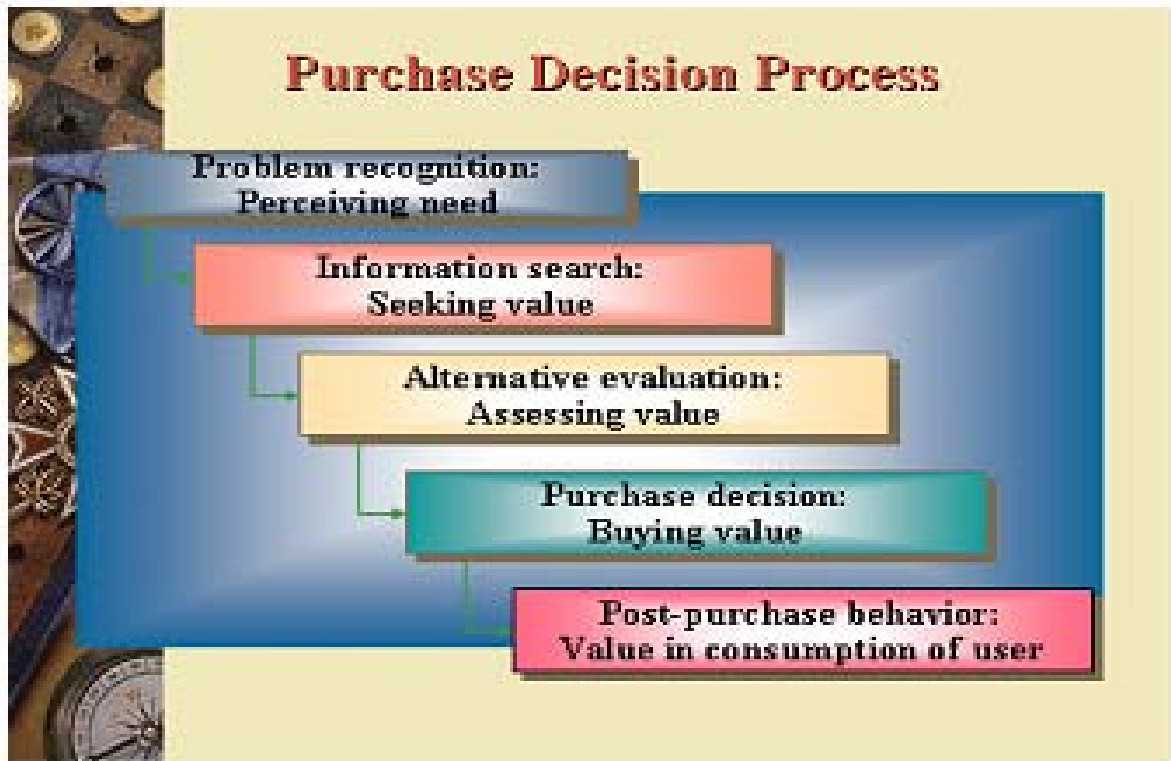 Purchase Decision Process
Problem recognition:
Perceiving need
Information search:
Seeking value
Alternative evaluation:
Assessing value
Purchase decision:
Buying value
Post-purchase behavior:
Value in consumption of user